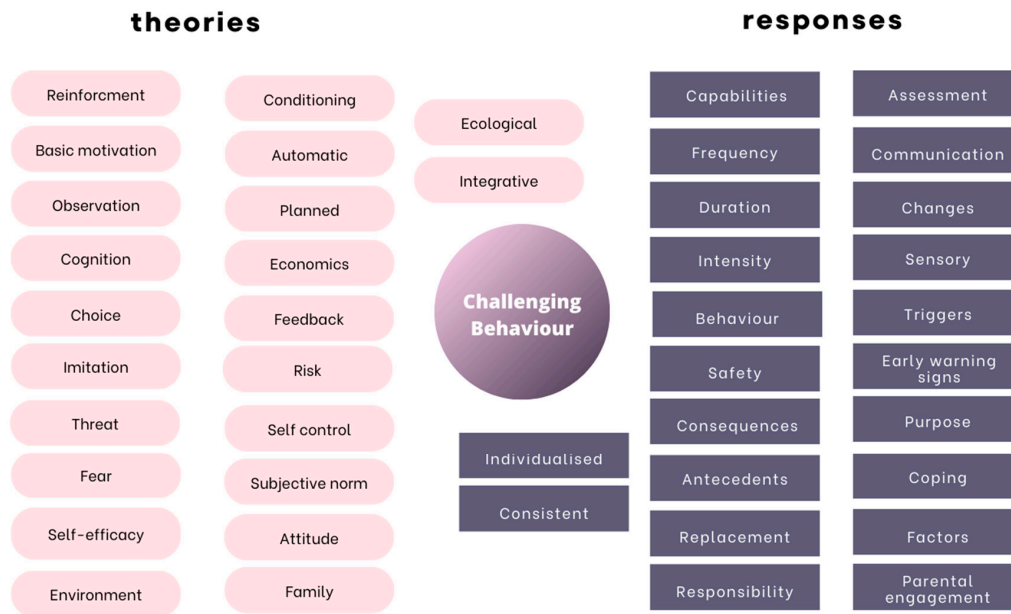 theories
responses
Reinforcment
Basic motivation
Observation
Cognition
Choice
Imitation
Threat
Fear
Self-efficacy
Environment
Conditioning
Automatic
Planned
Economics
Feedback
Risk
Self control
Subjective norm
Attitude
Family
Ecological
Integrative
Challenging
Behaviour
Individualised
Consistent
Capabilities
Frequency
Duration
Intensity
Behaviour
Safety
Consequences
Antecedents
Replacement
Responsibility
Assessment
Communication
Changes
Sensory
Triggers
Early warning
signs
Purpose
Coping
Factors
Parental
engagement